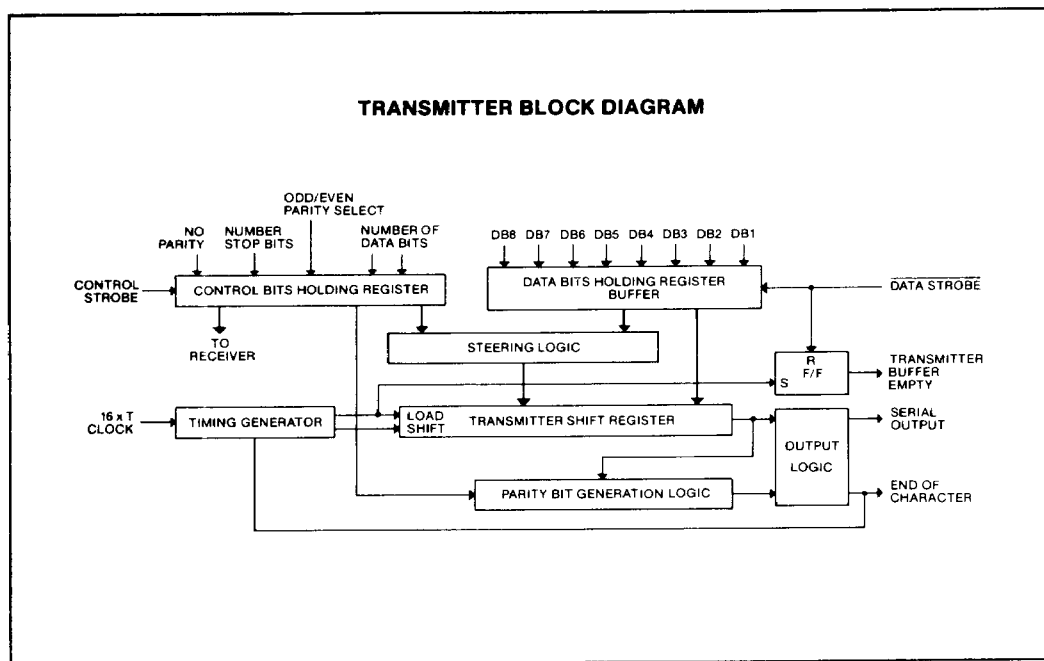 TRANSMITTER BLOCK DIAGRAM
ODD/EVEN
PARITY SELECT
NO
PARITY
NUMBER
STOP BITS
NUMBER OF
DATA BITS
DB8 DB7 DB6 DB5 DB4 DB3 DB2 DB1
CONTROL
STROBE
CONTROL BITS HOLDING REGISTER
DATA BITS HOLDING REGISTER
BUFFER
DATA STROBE
TO
RECEIVER
STEERING LOGIC
R
F/F
S
TRANSMITTER
BUFFER
EMPTY
16 x T
CLOCK
TIMING GENERATOR
LOAD
SHIFT
TRANSMITTER SHIFT REGISTER
SERIAL
OUTPUT
OUTPUT
LOGIC
PARITY BIT GENERATION LOGIC
END OF
CHARACTER